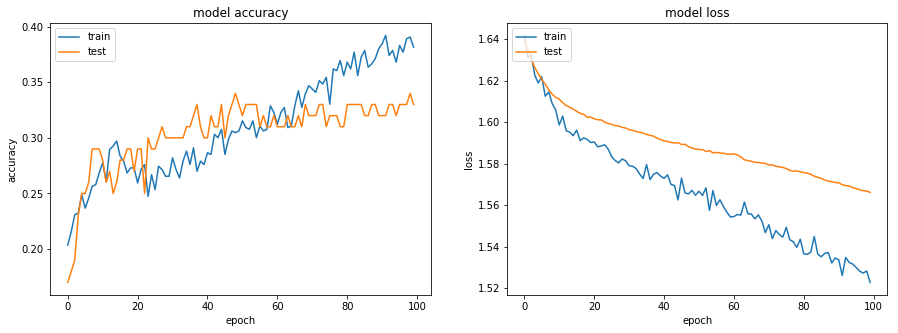 model accuracy
train
test
0.40
0.35
0.30
0.25
0.20
accuracy
0 20 40 60 80 100
epoch
model loss
train
test
1.64
1.62
1.60
1.58
1.56
1.54
1.52
loss
0 20 40 60 80 100
epoch